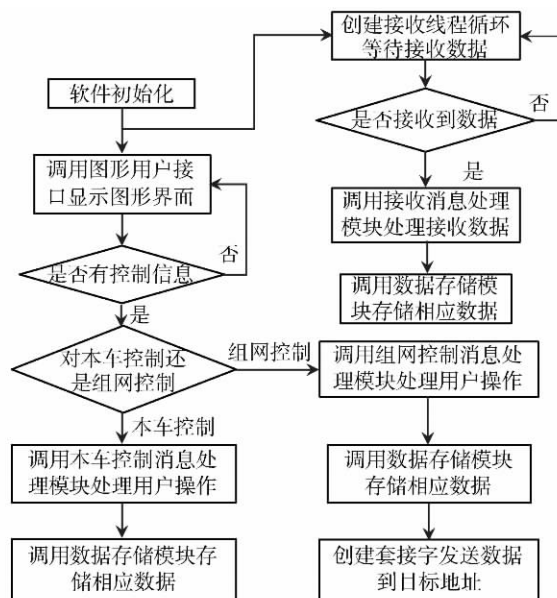 创建接收线程循环
等待接收数据
软件初始化
是否接收到数据
否
调用图形用户接
口显示图形界面
是
调用接收消息处理
模块处理接收数据
否
是否有控制信息
调用数据存储模
块存储相应数据
是
对本车控制还
是组网控制
组网控制
调用组网控制消息处
理模块处理用户操作
本车控制
调用本车控制消息处
理模块处理用户操作
调用数据存储模块
存储相应数据
调用数据存储模块存
储相应数据
创建套接字发送数据
到目标地址